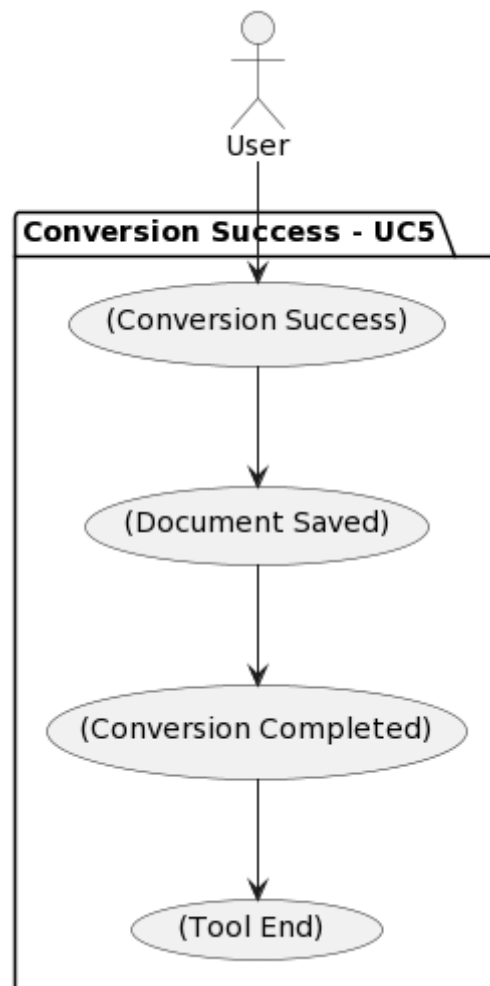 User
Conversion Success - UC5
(Conversion Success)
(Document Saved)
(Conversion Completed)
(Tool End)